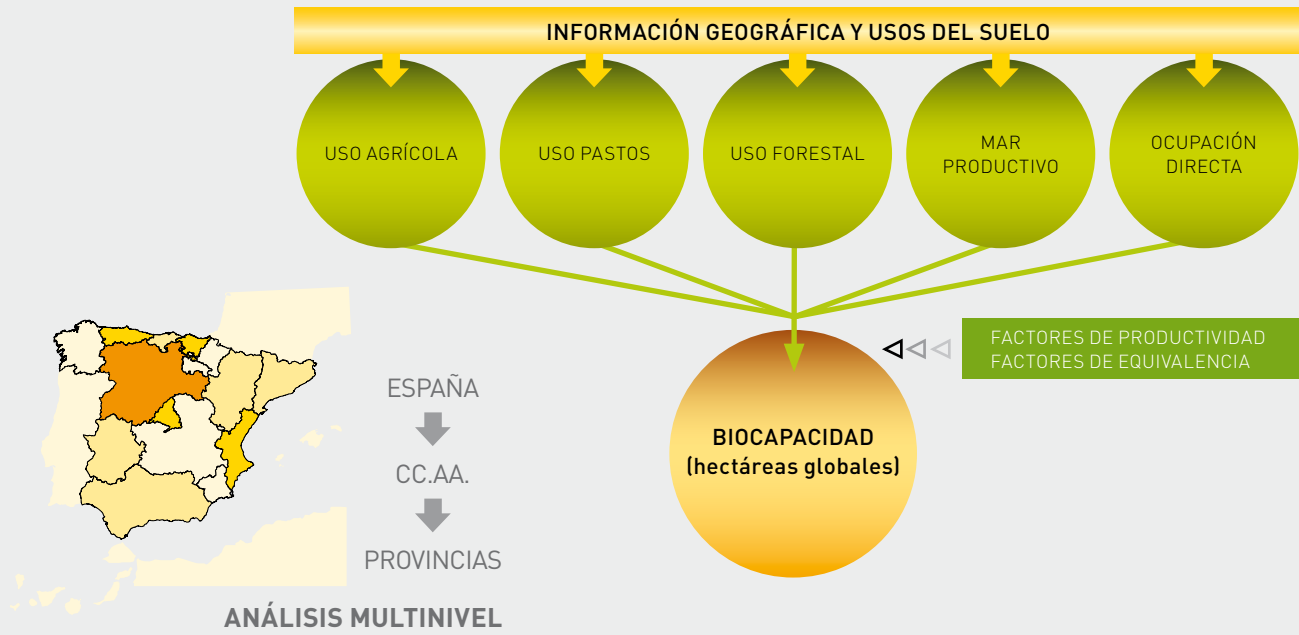 INFORMACIÓN GEOGRÁFICA Y USOS DEL SUELO
USO AGRÍCOLA
USO PASTOS
USO FORESTAL
MAR
PRODUCTIVO
OCUPACIÓN
DIRECTA
FACTORES DE PRODUCTIVIDAD
FACTORES DE EQUIVALENCIA
BIOCAPACIDAD
(hectáreas globales)
ESPAÑA
CC.AA.
PROVINCIAS
ANÁLISIS MULTINIVEL